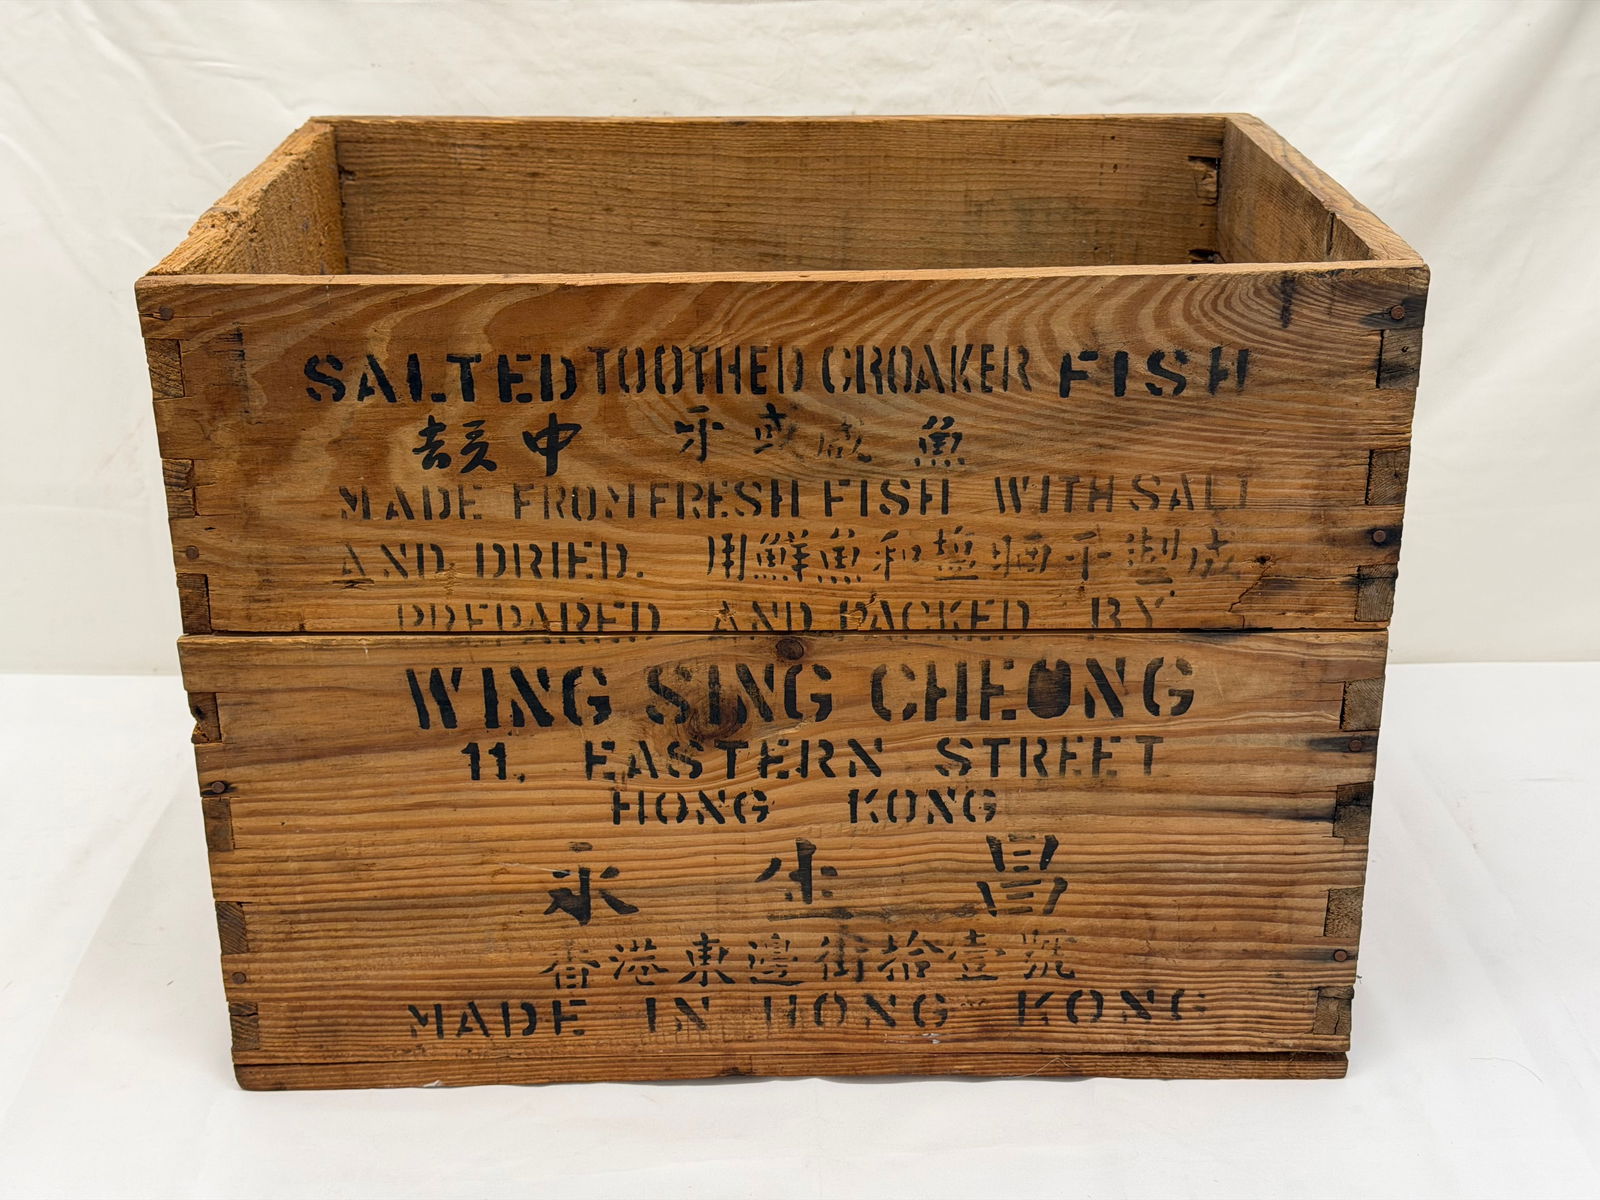 SALTED TOOTHED CROAKER FISH
中 牙 或 咸 魚
MADE FROM FRESH FISH WITH SALT
AND DRIED. 用鮮魚和鹽晒干製成
PREPARED AND PACKED BY
WING SING CHEONG
11, EASTERN STREET
HONG KONG
永 生 昌
香港東邊街拾壹號
MADE IN HONG KONG